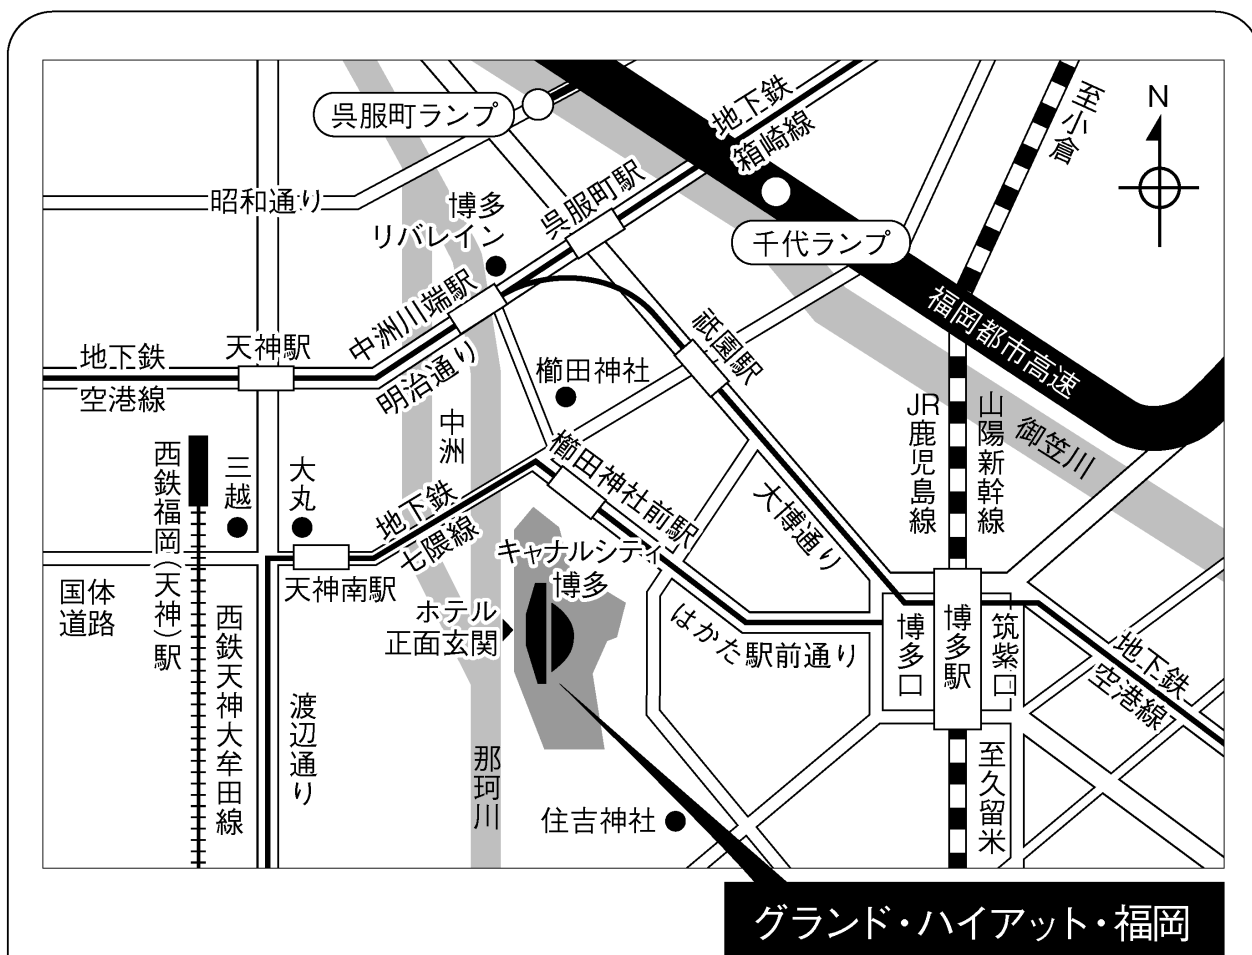 呉服町ランプ
地下鉄
箱崎線
至小倉
N
昭和通り
博多
リバレイン
呉服町駅
千代ランプ
中洲川端駅
明治通り
地下鉄
空港線
天神駅
櫛田神社
祇園駅
福岡都市高速
JR鹿児島線
山陽新幹線
御笠川
中洲
西鉄福岡(天神)駅
三越
大丸
地下鉄
七隈線
櫛田神社前駅
大博通り
キャナルシティ
博多
国体
道路
天神南駅
ホテル
正面玄関
はかた駅前通り
博多口
博多駅
筑紫口
地下鉄
空港線
西鉄天神大牟田線
渡辺通り
那珂川
住吉神社
至久留米
グランド・ハイアット・福岡